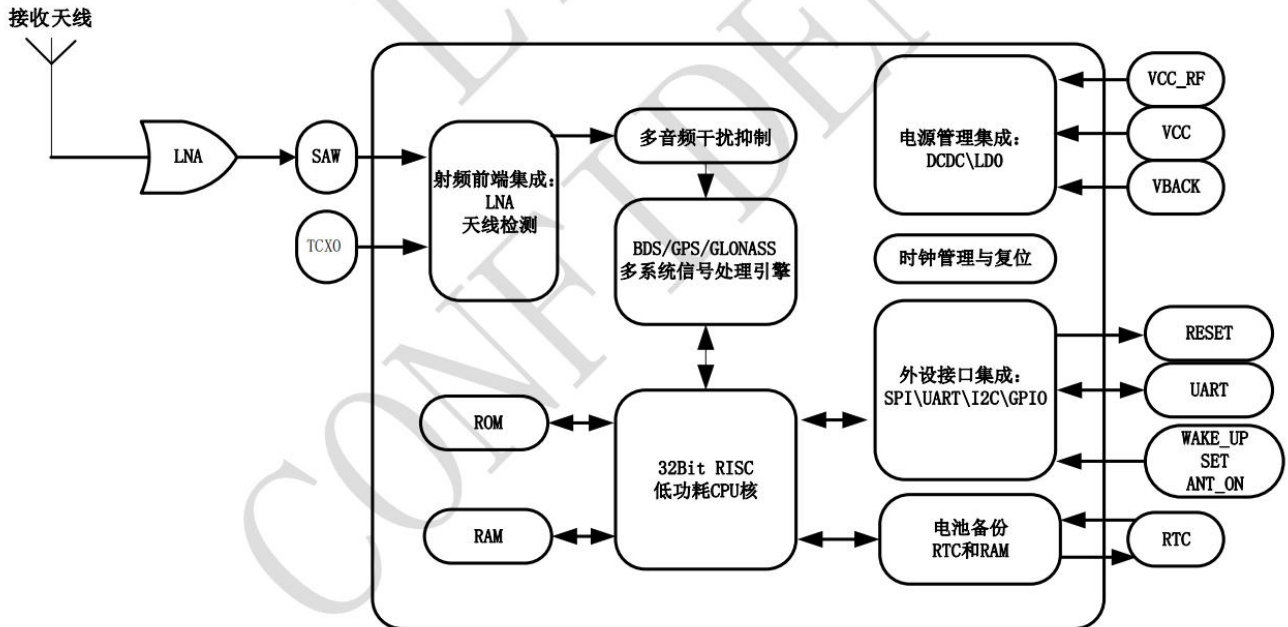 接收天线
LNA
SAW
TCXO
射频前端集成：
LNA
天线检测
多音频干扰抑制
BDS/GPS/GLONASS
多系统信号处理引擎
电源管理集成：
DCDC\LDO
VCC_RF
VCC
VBACK
时钟管理与复位
外设接口集成：
SPI\UART\I2C\GPIO
RESET
UART
WAKE_UP
SET
ANT_ON
ROM
RAM
32Bit RISC
低功耗CPU核
电池备份
RTC和RAM
RTC
CONFIDEN